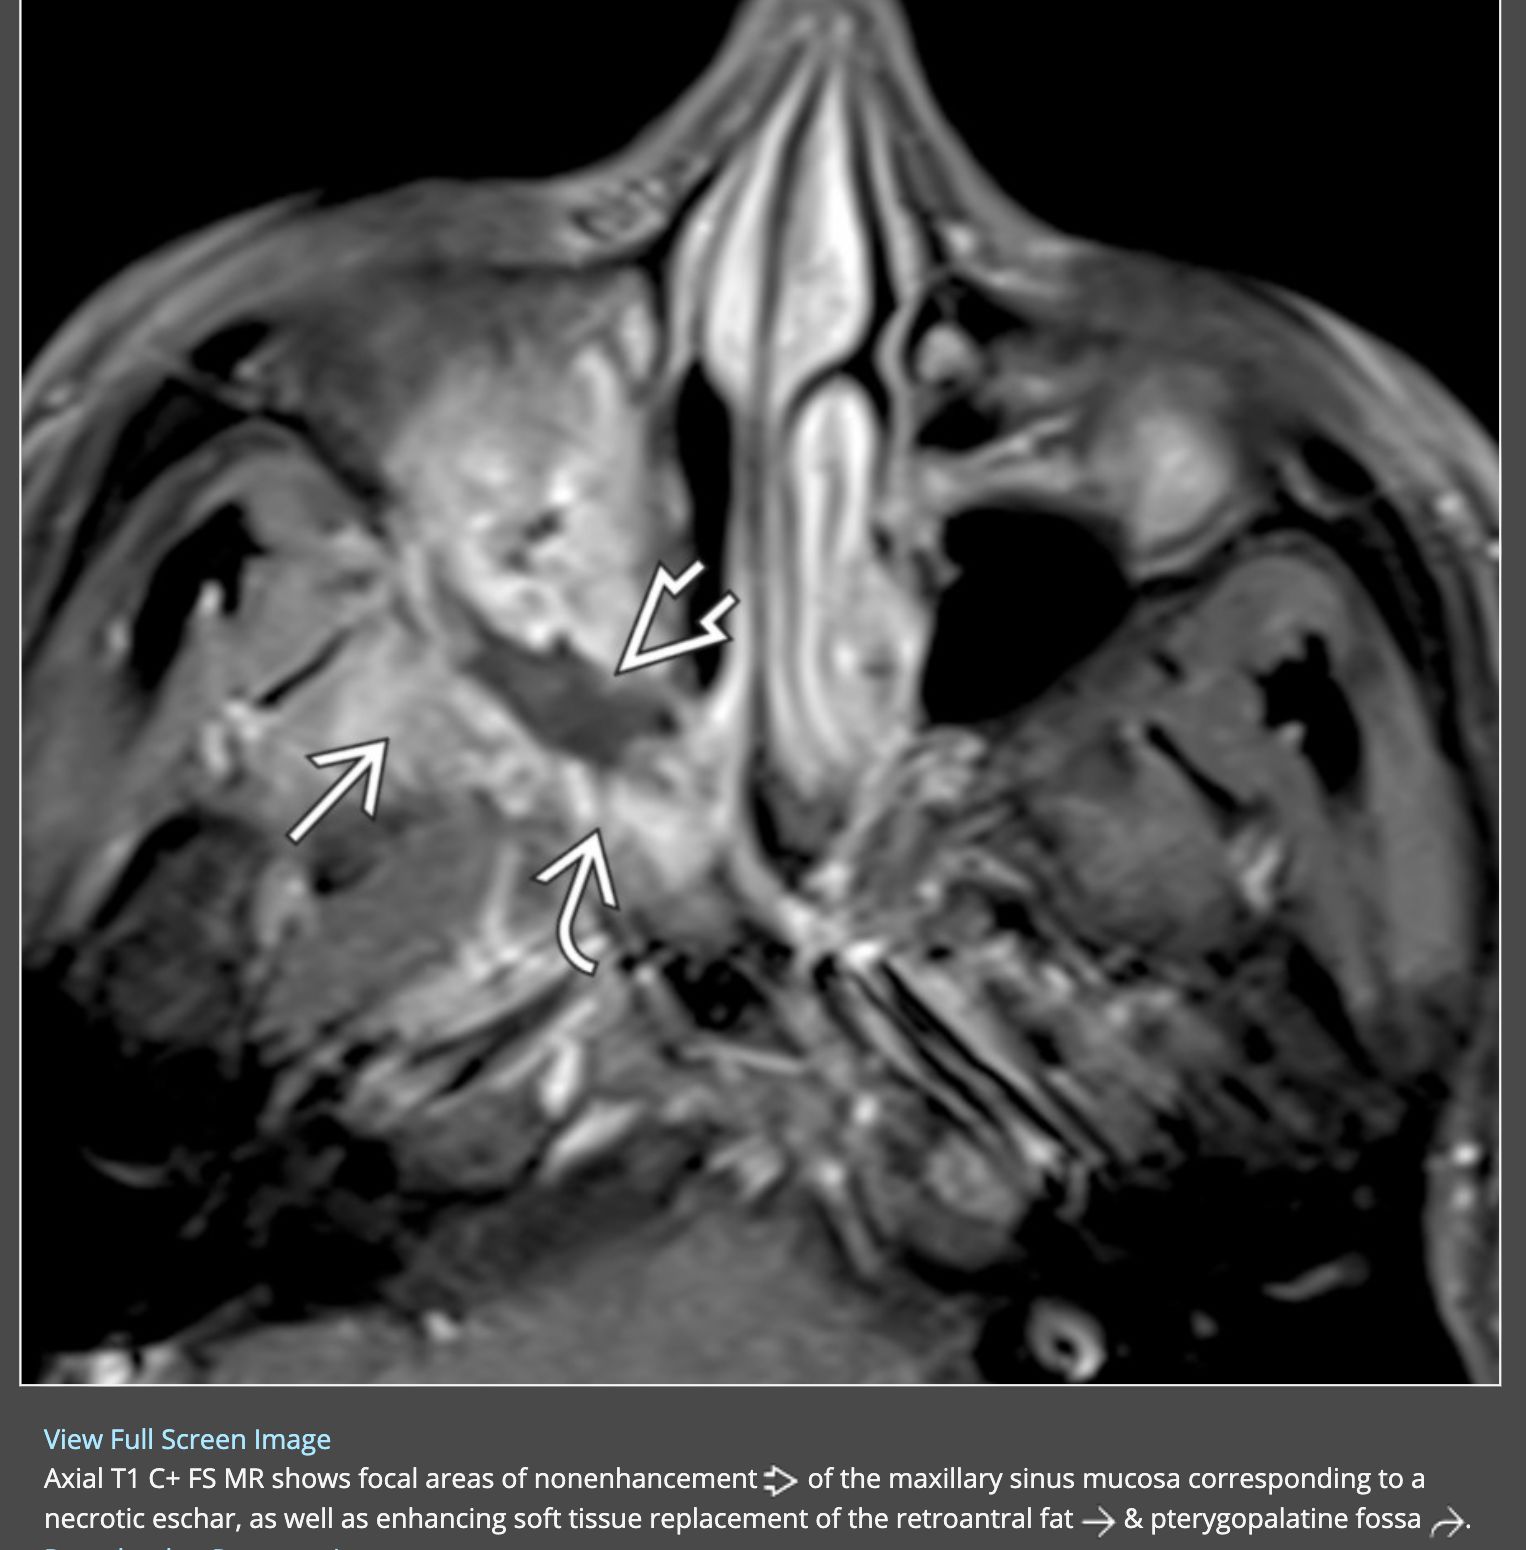 View Full Screen Image
Axial T1 C+ FS MR shows focal areas of nonenhancement of the maxillary sinus mucosa corresponding to a
necrotic eschar, as well as enhancing soft tissue replacement of the retroantral fat & pterygopalatine fossa .